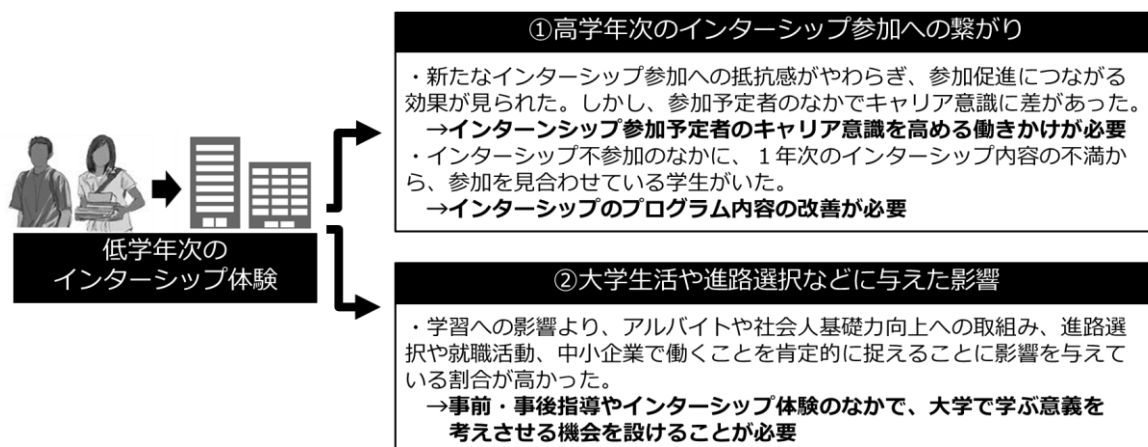 低学年次の
インターシップ体験
①高学年次のインターシップ参加への繋がり
・新たなインターシップ参加への抵抗感がやわらぎ、参加促進につながる
効果が見られた。しかし、参加予定者のなかでキャリア意識に差があった。
→インターンシップ参加予定者のキャリア意識を高める働きかけが必要
・インターシップ不参加のなかに、１年次のインターシップ内容の不満か
ら、参加を見合わせている学生がいた。
→インターシップのプログラム内容の改善が必要
②大学生活や進路選択などに与えた影響
・学習への影響より、アルバイトや社会人基礎力向上への取組み、進路選
択や就職活動、中小企業で働くことを肯定的に捉えることに影響を与えて
いる割合が高かった。
→事前・事後指導やインターシップ体験のなかで、大学で学ぶ意義を
考えさせる機会を設けることが必要